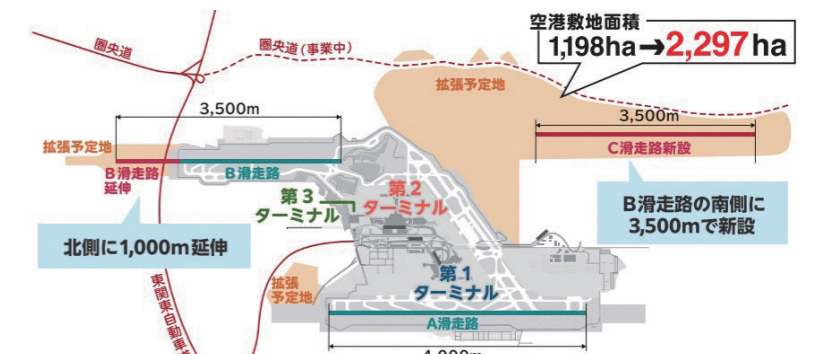 空港敷地面積
1,198ha→2,297ha
圏央道
圏央道(事業中)
拡張予定地
3,500m
3,500m
拡張予定地
B滑走路
延伸
B滑走路
C滑走路新設
第2
ターミナル
第3
ターミナル
B滑走路の南側に
3,500mで新設
北側に1,000m延伸
第1
ターミナル
拡張
予定地
東関東自動車道
A滑走路
4,000m